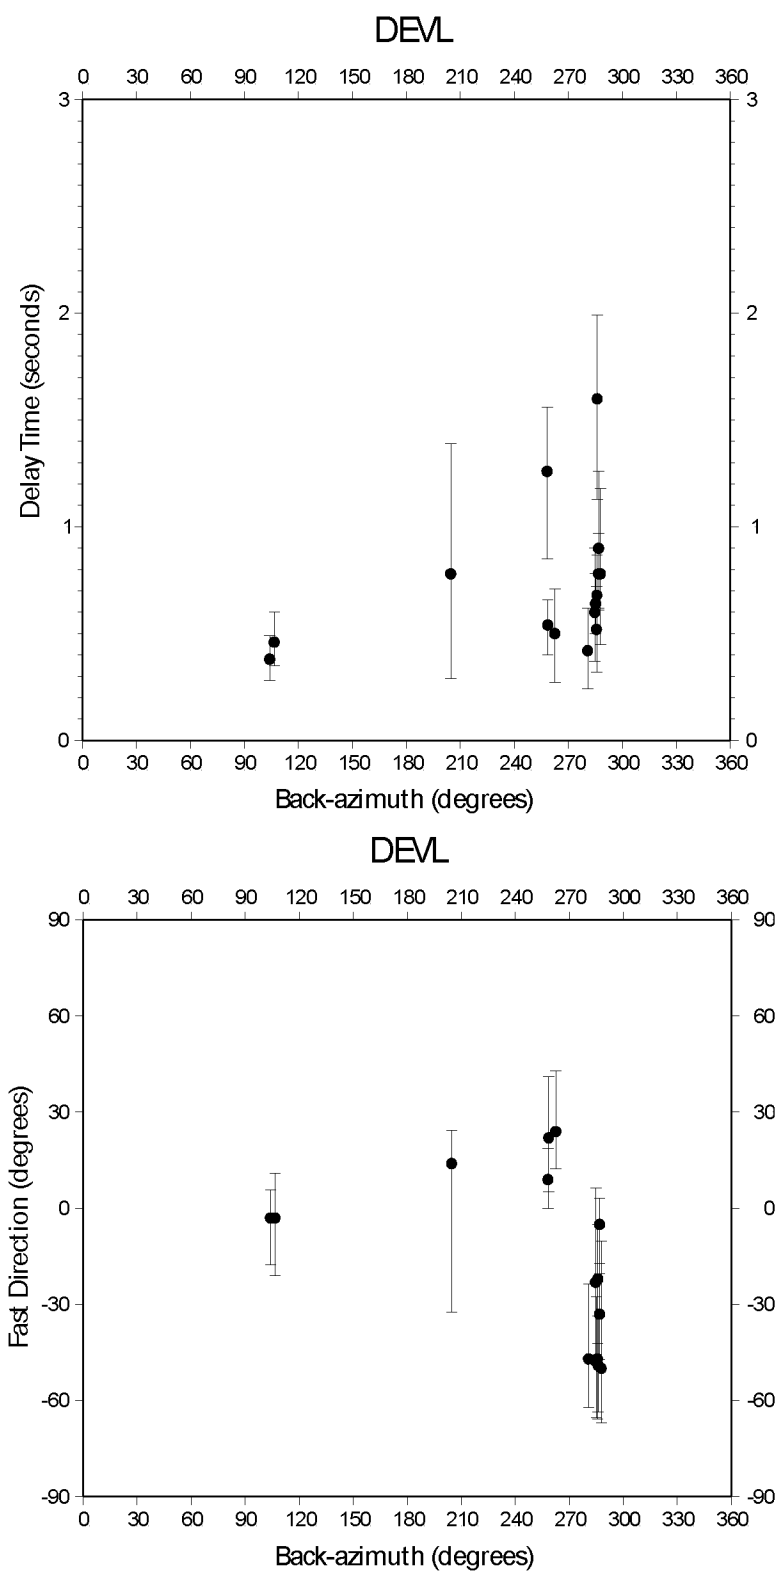 DEVL
0 30 60 90 120 150 180 210 240 270 300 330 360
3 3
2 2
Delay Time (seconds)
1 1
0 0
0 30 60 90 120 150 180 210 240 270 300 330 360
Back-azimuth (degrees)
DEVL
0 30 60 90 120 150 180 210 240 270 300 330 360
90 90
60 60
30 30
Fast Direction (degrees)
0 0
-30 -30
-60 -60
-90 -90
0 30 60 90 120 150 180 210 240 270 300 330 360
Back-azimuth (degrees)